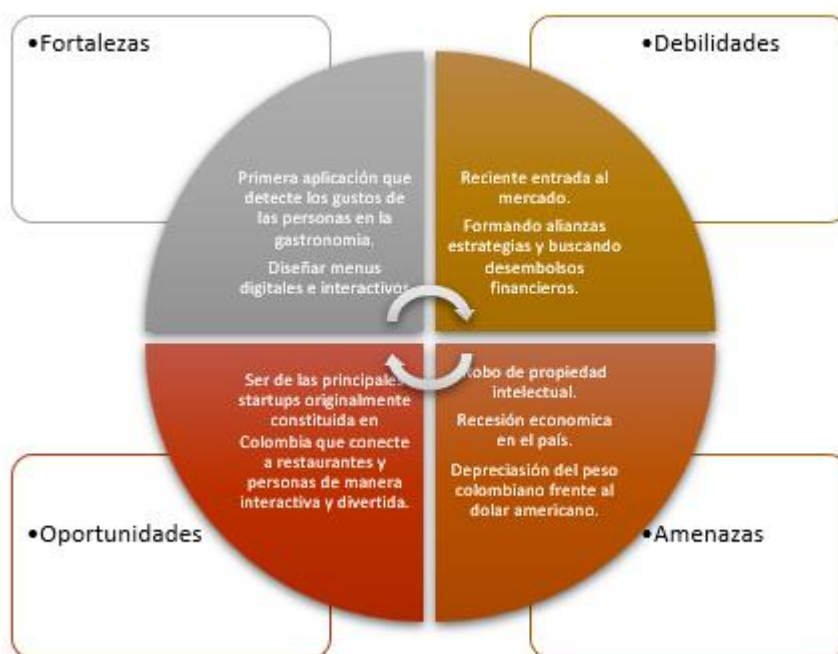 •Fortalezas
Primera aplicación que
detecte los gustos de
las personas en la
gastronomia.
Diseñar menus
digitales e interactivos
•Debilidades
Reciente entrada al
mercado.
Formando alianzas
estrategias y buscando
desembolsos
financieros.
•Oportunidades
Ser de las principales
startups originalmente
constituida en
Colombia que conecte
a restaurantes y
personas de manera
interactiva y divertida.
•Amenazas
Robo de propiedad
intelectual.
Recesión economica
en el país.
Depreciasión del peso
colombiano frente al
dolar americano.